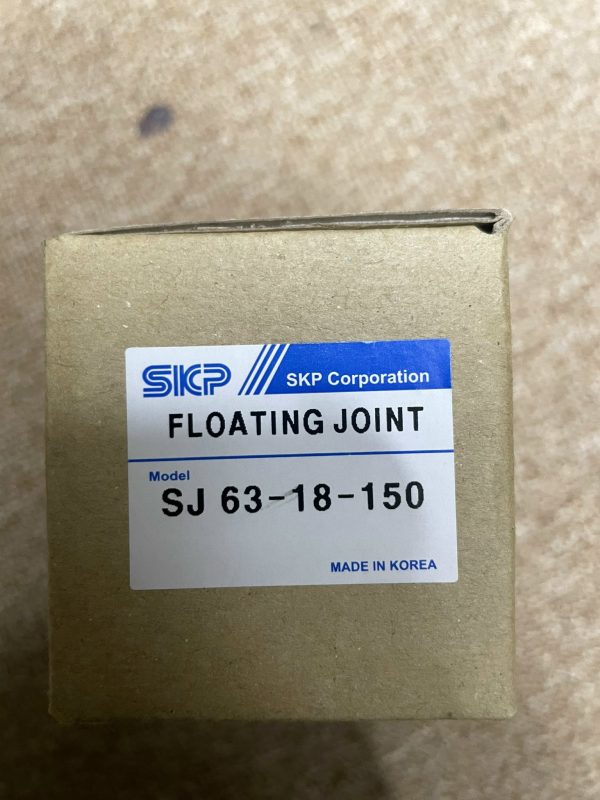 SKP SKP Corporation
FLOATING JOINT
Model
SJ 63-18-150
MADE IN KOREA